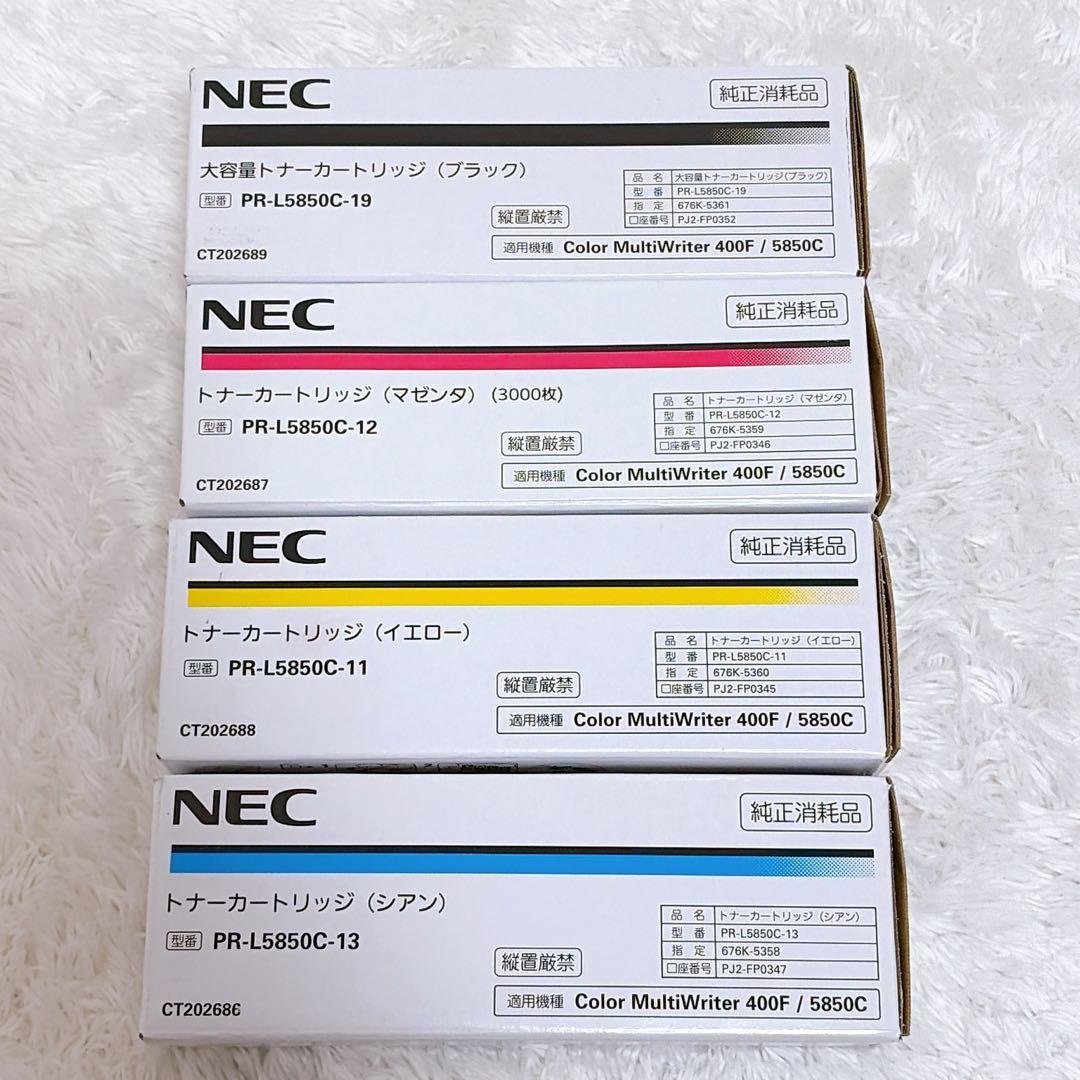 NEC
純正消耗品
大容量トナーカートリッジ（ブラック）
品 名 大容量トナーカートリッジ(ブラック)
型番 PR-L5850C-19
型 番 PR-L5850C-19
指 定 676K-5361
縦置厳禁
口座番号 PJ2-FP0352
CT202689
適用機種 Color MultiWriter 400F / 5850C
NEC
純正消耗品
トナーカートリッジ（マゼンタ）(3000枚)
品 名 トナーカートリッジ（マゼンタ）
型番 PR-L5850C-12
型 番 PR-L5850C-12
指 定 676K-5359
縦置厳禁
口座番号 PJ2-FP0346
CT202687
適用機種 Color MultiWriter 400F / 5850C
NEC
純正消耗品
トナーカートリッジ（イエロー）
品 名 トナーカートリッジ（イエロー）
型番 PR-L5850C-11
型 番 PR-L5850C-11
指 定 676K-5360
縦置厳禁
口座番号 PJ2-FP0345
CT202688
適用機種 Color MultiWriter 400F / 5850C
NEC
純正消耗品
トナーカートリッジ（シアン）
品 名 トナーカートリッジ（シアン）
型番 PR-L5850C-13
型 番 PR-L5850C-13
指 定 676K-5358
縦置厳禁
口座番号 PJ2-FP0347
CT202686
適用機種 Color MultiWriter 400F / 5850C